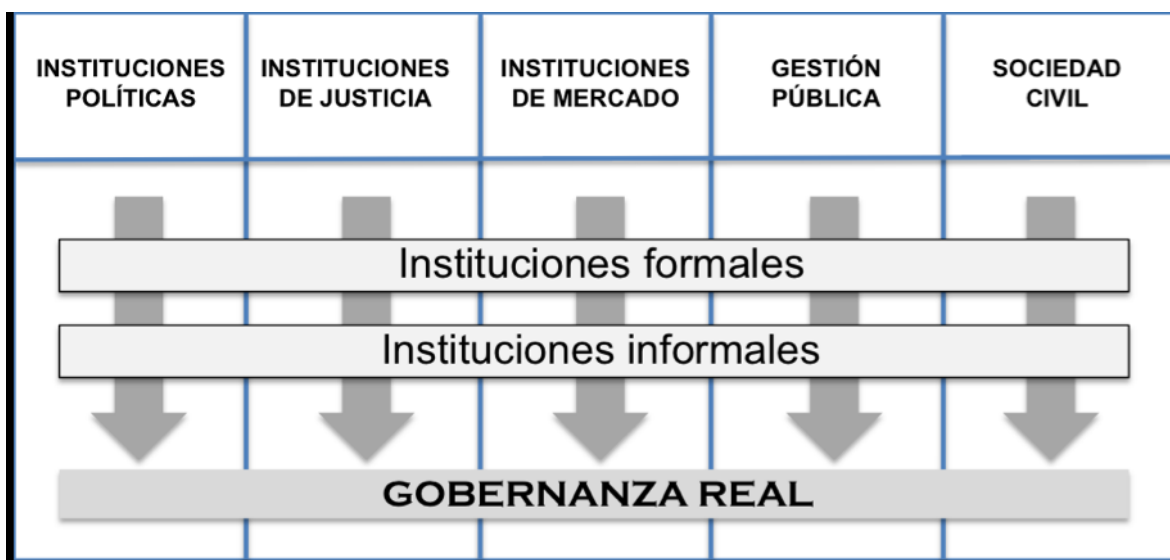 INSTITUCIONES
POLÍTICAS
INSTITUCIONES
DE JUSTICIA
INSTITUCIONES
DE MERCADO
GESTIÓN
PÚBLICA
SOCIEDAD
CIVIL
Instituciones formales
Instituciones informales
GOBERNANZA REAL